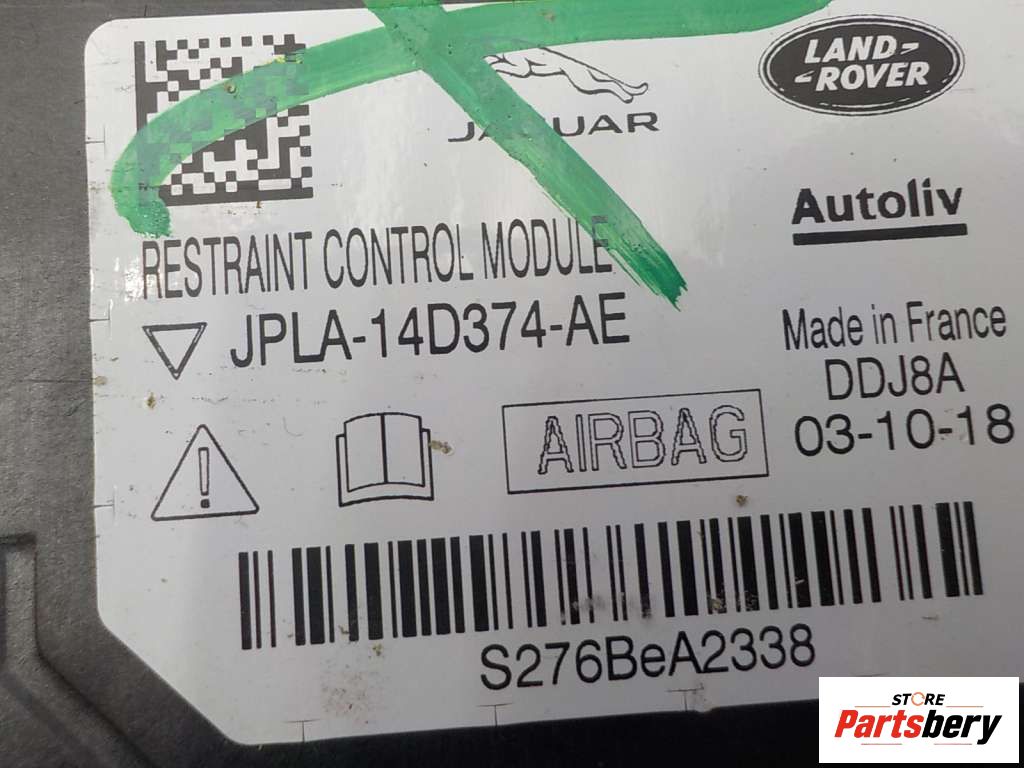 JAGUAR
LAND-
-ROVER
Autoliv
RESTRAINT CONTROL MODULE
JPLA-14D374-AE
Made in France
DDJ8A
03-10-18
AIRBAG
S276BeA2338
STORE
Partsbery